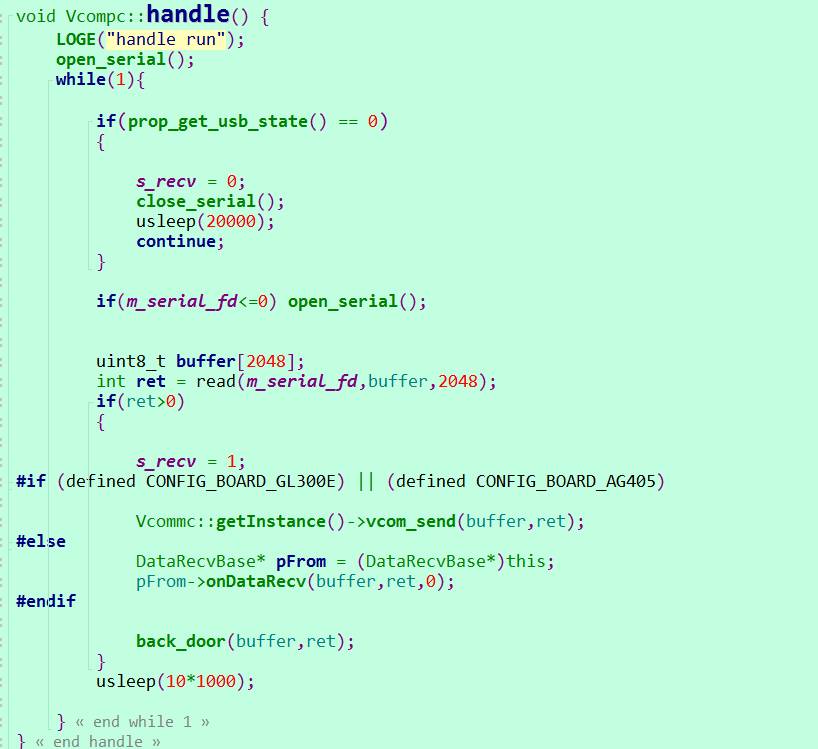 void Vcompc::handle() {
LOGE("handle run");
open_serial();
while(1){
if(prop_get_usb_state() == 0)
{
s_recv = 0;
close_serial();
usleep(20000);
continue;
}
if(m_serial_fd<=0) open_serial();
uint8_t buffer[2048];
int ret = read(m_serial_fd,buffer,2048);
if(ret>0)
{
s_recv = 1;
#if (defined CONFIG_BOARD_GL300E) || (defined CONFIG_BOARD_AG405)
Vcommc::getInstance()->vcom_send(buffer,ret);
#else
DataRecvBase* pFrom = (DataRecvBase*)this;
pFrom->onDataRecv(buffer,ret,0);
#endif
back_door(buffer,ret);
}
usleep(10*1000);
} « end while 1 »
} « end handle »